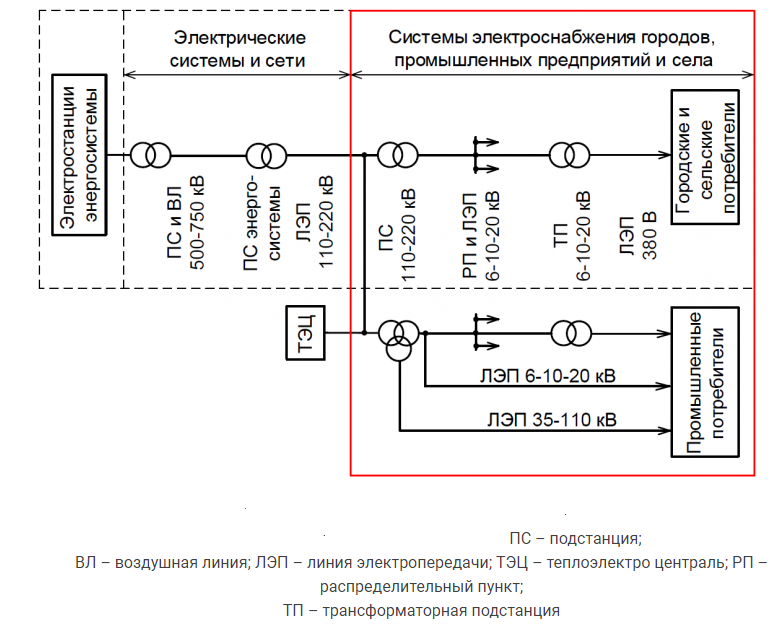 Электрические
системы и сети
Системы электроснабжения городов,
промышленных предприятий и села
Электростанции
энергосистемы
ПС и ВЛ
500-750 кВ
ПС энерго-
системы
ЛЭП
110-220 кВ
ПС
110-220 кВ
РП и ЛЭП
6-10-20 кВ
ТП
6-10-20 кВ
ЛЭП
380 В
Городские и
сельские
потребители
ТЭЦ
ЛЭП 6-10-20 кВ
ЛЭП 35-110 кВ
Промышленные
потребители
ПС – подстанция;
ВЛ – воздушная линия; ЛЭП – линия электропередачи; ТЭЦ – теплоэлектро централь; РП –
распределительный пункт;
ТП – трансформаторная подстанция